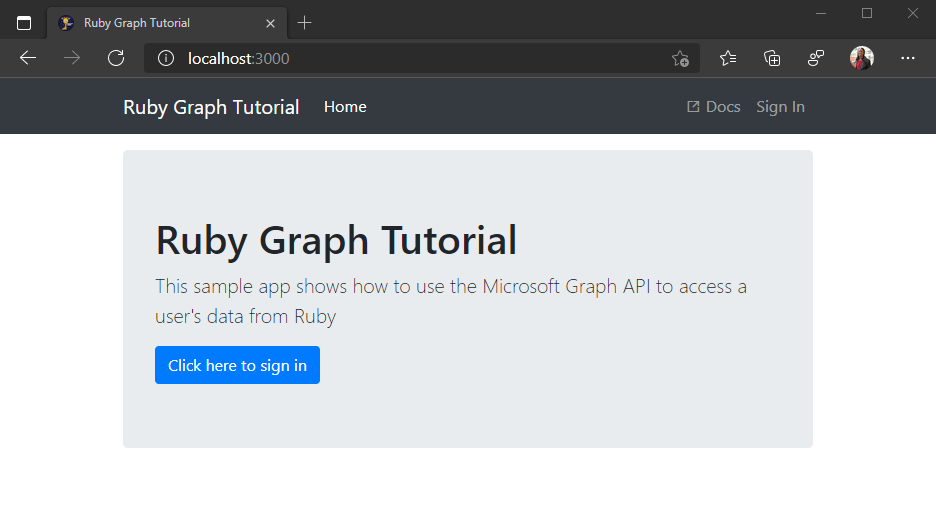 Ruby Graph Tutorial
localhost:3000
Ruby Graph Tutorial Home Docs Sign In
Ruby Graph Tutorial
This sample app shows how to use the Microsoft Graph API to access a
user's data from Ruby
Click here to sign in